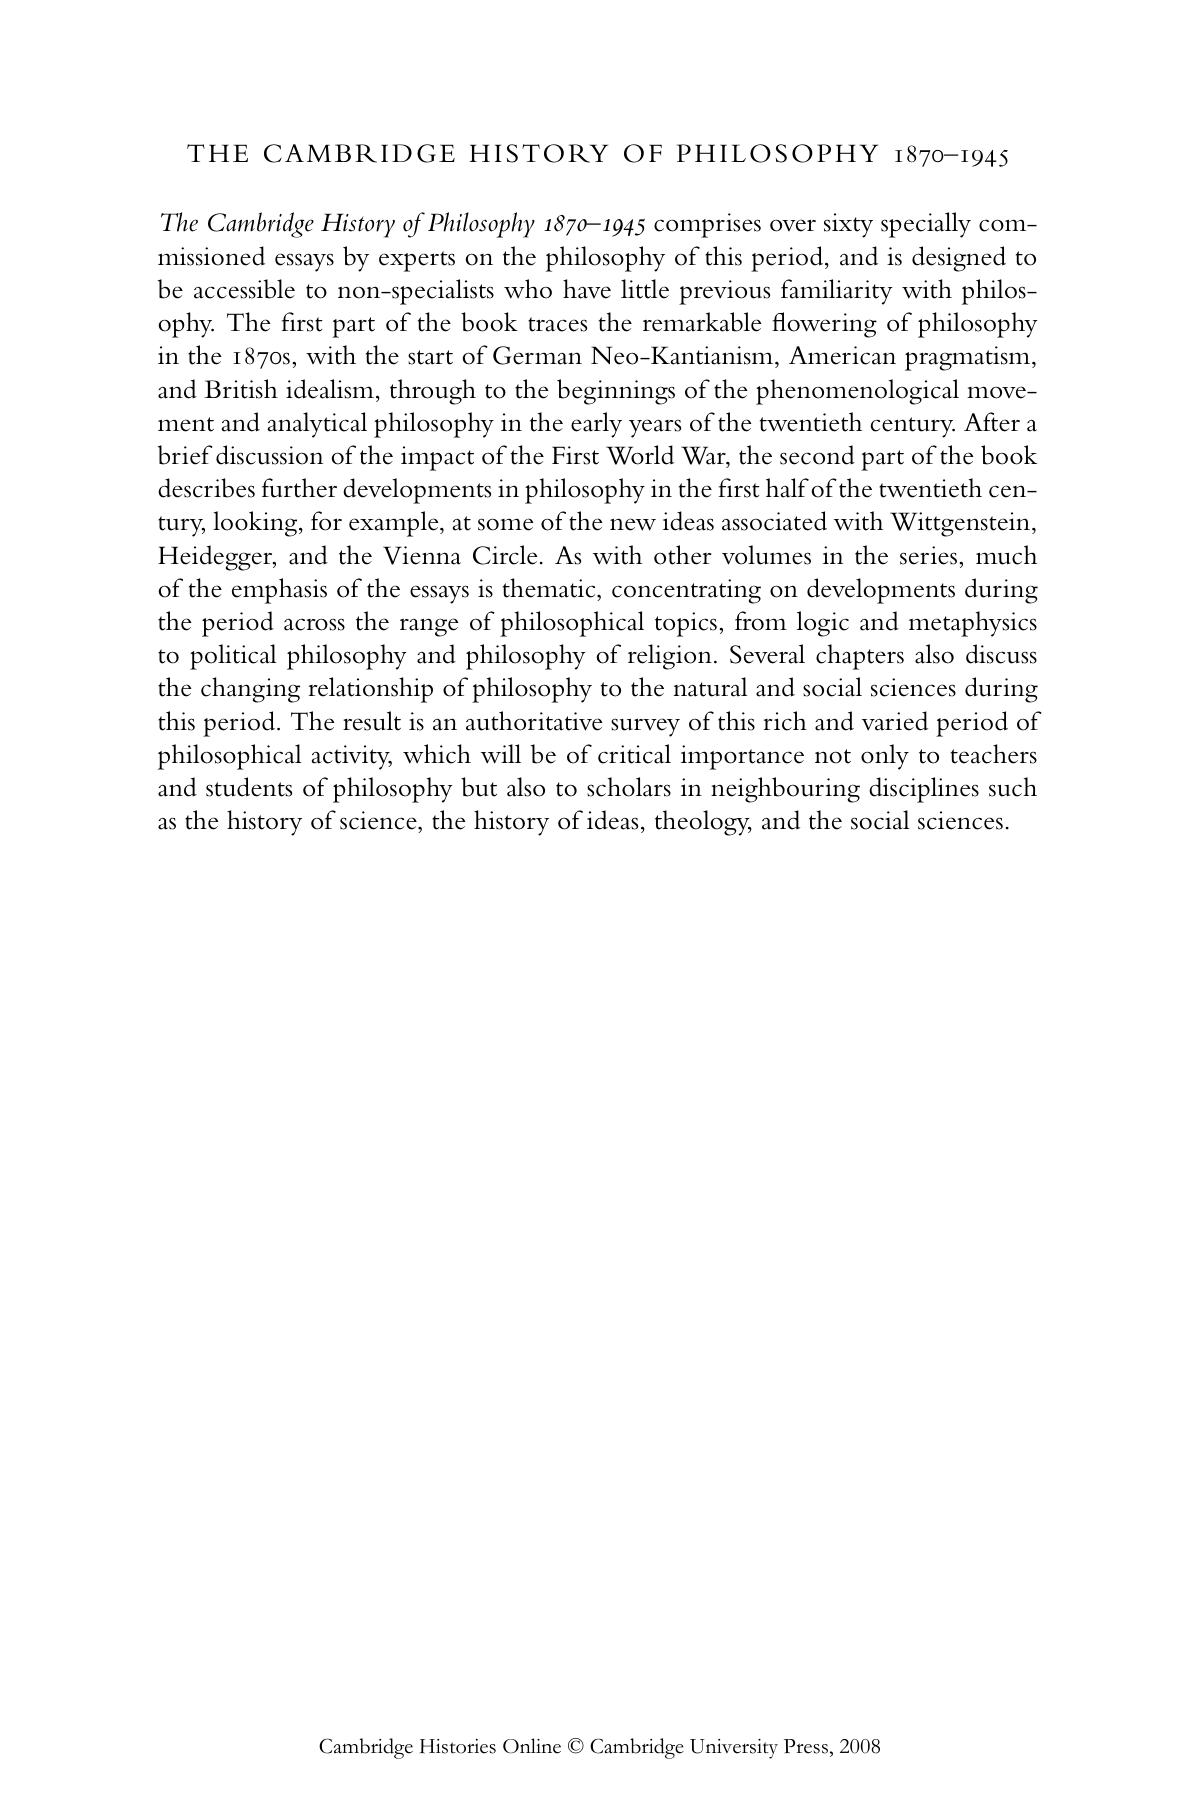 THE CAMBRIDGE HISTORY OF PHILOSOPHY 1870–1945
The Cambridge History of Philosophy 1870–1945 comprises over sixty specially com-
missioned essays by experts on the philosophy of this period, and is designed to
be accessible to non-specialists who have little previous familiarity with philos-
ophy. The first part of the book traces the remarkable flowering of philosophy
in the 1870s, with the start of German Neo-Kantianism, American pragmatism,
and British idealism, through to the beginnings of the phenomenological move-
ment and analytical philosophy in the early years of the twentieth century. After a
brief discussion of the impact of the First World War, the second part of the book
describes further developments in philosophy in the first half of the twentieth cen-
tury, looking, for example, at some of the new ideas associated with Wittgenstein,
Heidegger, and the Vienna Circle. As with other volumes in the series, much
of the emphasis of the essays is thematic, concentrating on developments during
the period across the range of philosophical topics, from logic and metaphysics
to political philosophy and philosophy of religion. Several chapters also discuss
the changing relationship of philosophy to the natural and social sciences during
this period. The result is an authoritative survey of this rich and varied period of
philosophical activity, which will be of critical importance not only to teachers
and students of philosophy but also to scholars in neighbouring disciplines such
as the history of science, the history of ideas, theology, and the social sciences.
Cambridge Histories Online © Cambridge University Press, 2008